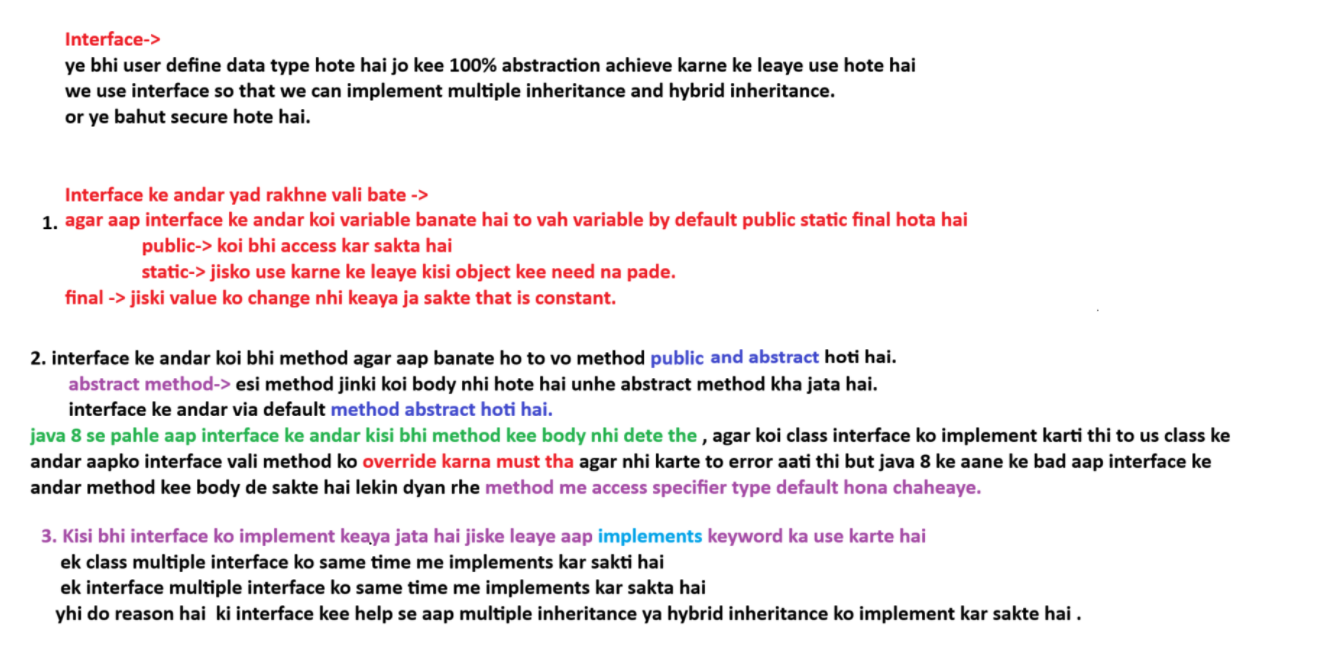 Interface->
ye bhi user define data type hote hai jo kee 100% abstraction achieve karne ke leaye use hote hai
we use interface so that we can implement multiple inheritance and hybrid inheritance.
or ye bahut secure hote hai.
Interface ke andar yad rakhne vali bate ->
1. agar aap interface ke andar koi variable banate hai to vah variable by default public static final hota hai
public-> koi bhi access kar sakta hai
static-> jisko use karne ke leaye kisi object kee need na pade.
final -> jiski value ko change nhi keaya ja sakte that is constant.
2. interface ke andar koi bhi method agar aap banate ho to vo method public and abstract hoti hai.
abstract method-> esi method jinki koi body nhi hote hai unhe abstract method kha jata hai.
interface ke andar via default method abstract hoti hai.
java 8 se pahle aap interface ke andar kisi bhi method kee body nhi dete the , agar koi class interface ko implement karti thi to us class ke
andar aapko interface vali method ko override karna must tha agar nhi karte to error aati thi but java 8 ke aane ke bad aap interface ke
andar method kee body de sakte hai lekin dyan rhe method me access specifier type default hona chaheaye.
3. Kisi bhi interface ko implement keaya jata hai jiske leaye aap implements keyword ka use karte hai
ek class multiple interface ko same time me implements kar sakti hai
ek interface multiple interface ko same time me implements kar sakta hai
yhi do reason hai ki interface kee help se aap multiple inheritance ya hybrid inheritance ko implement kar sakte hai .